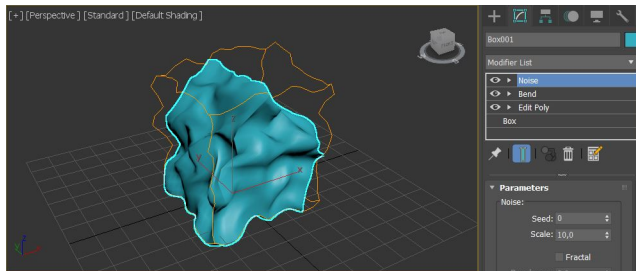 [+] [Perspective] [Standard] [Default Shading]
Box001
Modifier List
Noise
Bend
Edit Poly
Box
Parameters
Noise:
Seed: 0
Scale: 10,0
Fractal
z
y
x
z
x